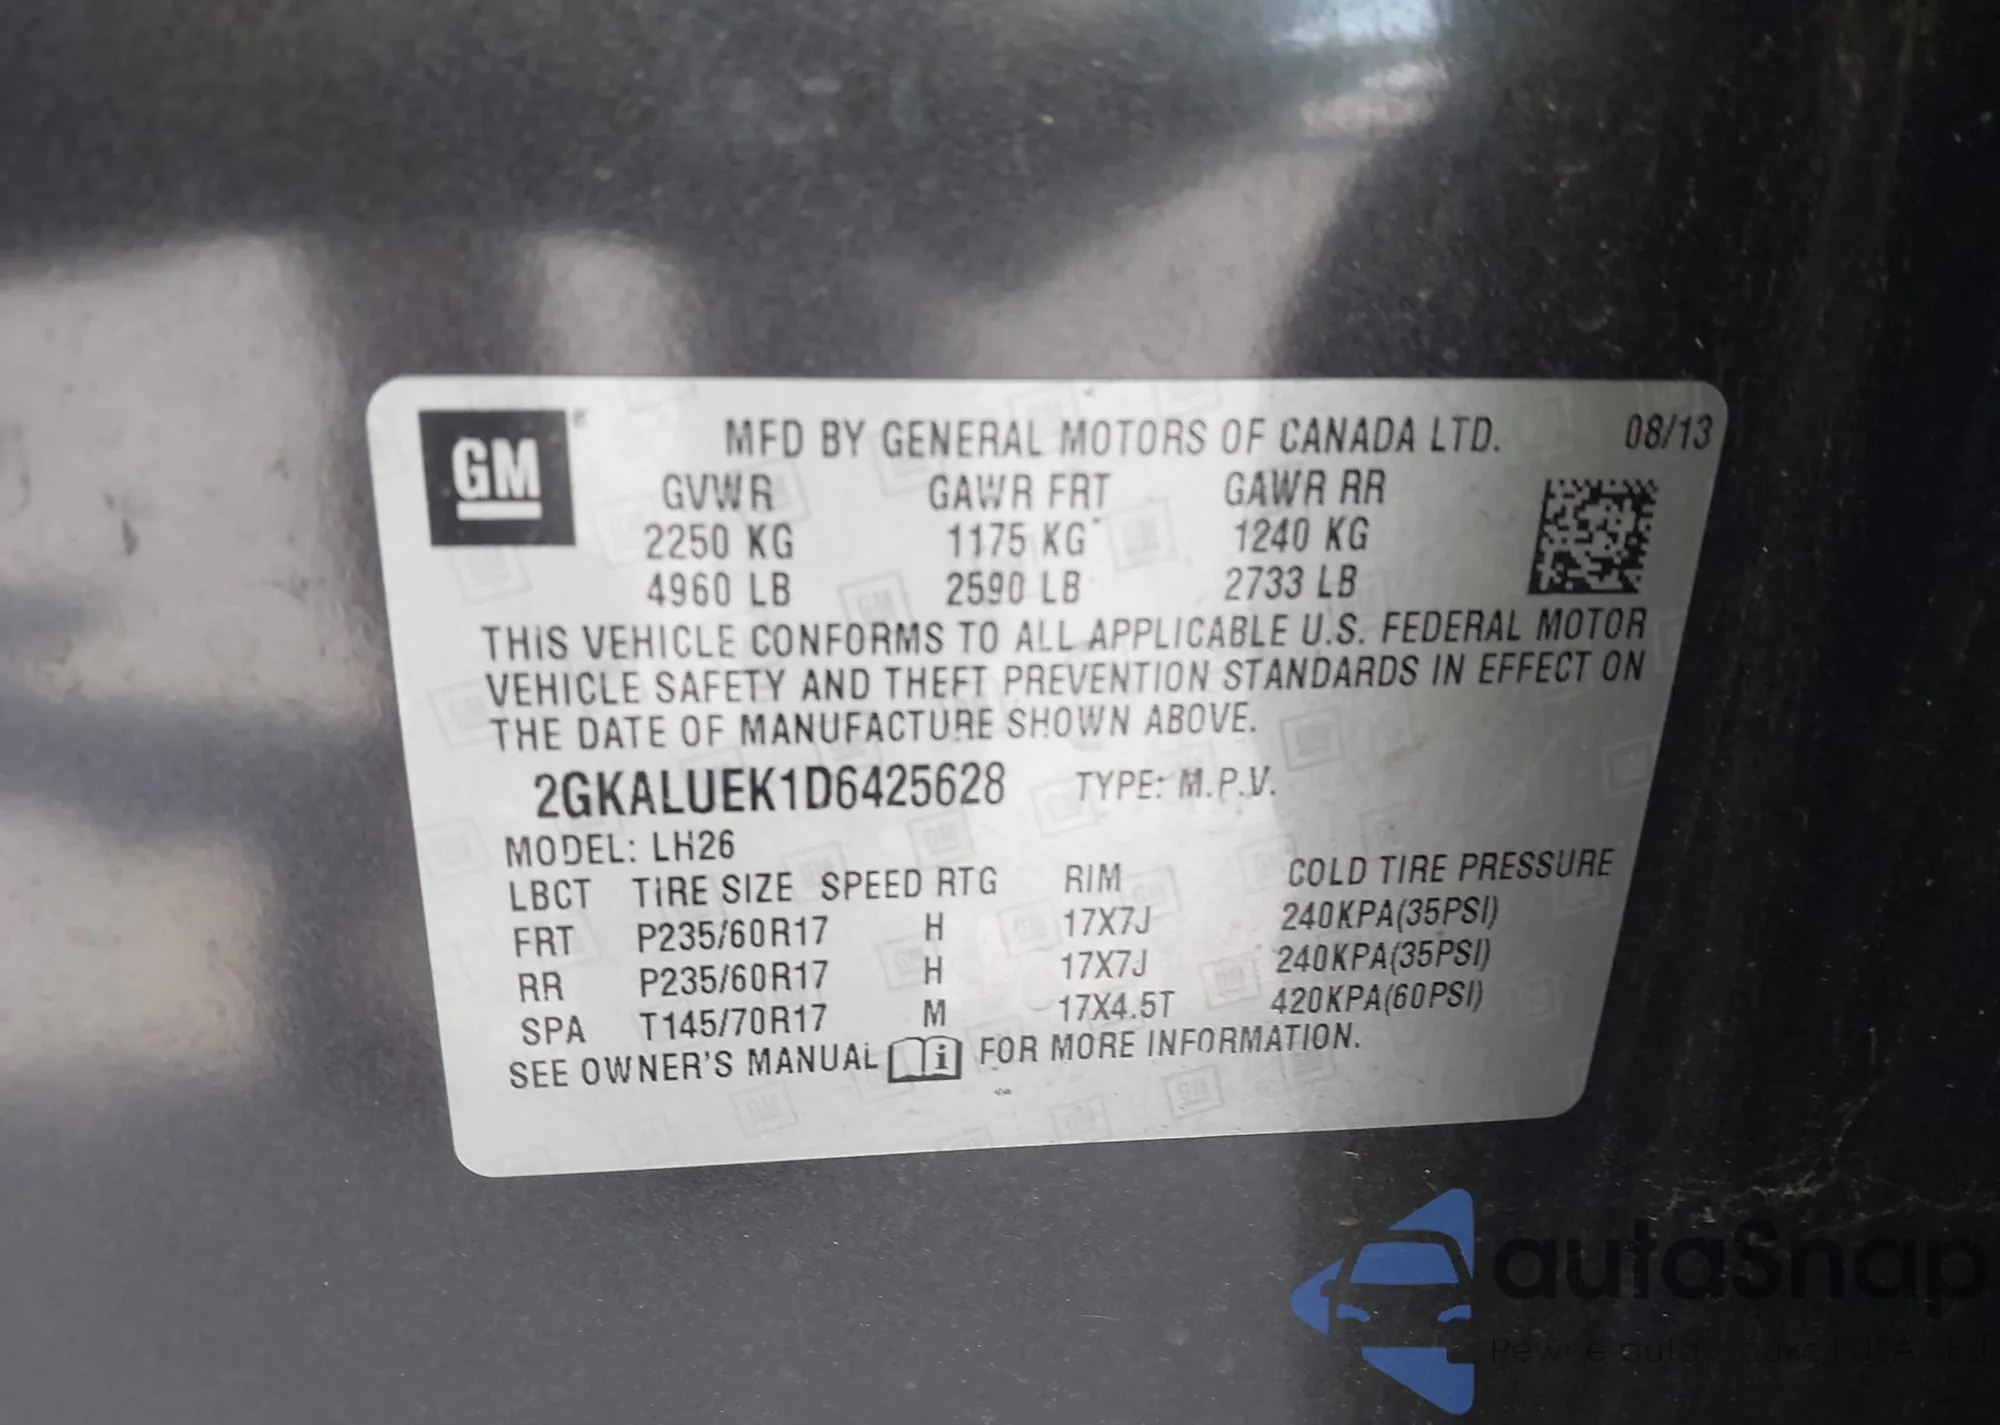 GM
MFD BY GENERAL MOTORS OF CANADA LTD. 08/13
GVWR GAWR FRT GAWR RR
2250 KG 1175 KG 1240 KG
4960 LB 2590 LB 2733 LB
THIS VEHICLE CONFORMS TO ALL APPLICABLE U.S. FEDERAL MOTOR
VEHICLE SAFETY AND THEFT PREVENTION STANDARDS IN EFFECT ON
THE DATE OF MANUFACTURE SHOWN ABOVE.
2GKALUEK1D6425628 TYPE: M.P.V.
MODEL: LH26
LBCT TIRE SIZE SPEED RTG RIM COLD TIRE PRESSURE
FRT P235/60R17 H 17X7J 240KPA(35PSI)
RR P235/60R17 H 17X7J 240KPA(35PSI)
SPA T145/70R17 M 17X4.5T 420KPA(60PSI)
SEE OWNER'S MANUAL i FOR MORE INFORMATION.
autaSnap
Pewne auta